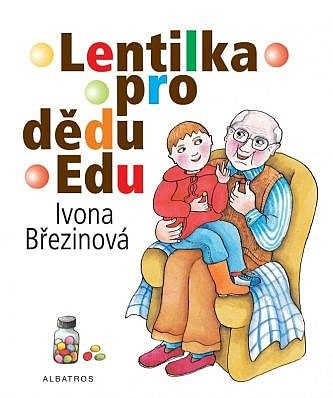 Lentilka
pro
dědu
Edu
Ivona
Březinová
ALBATROS